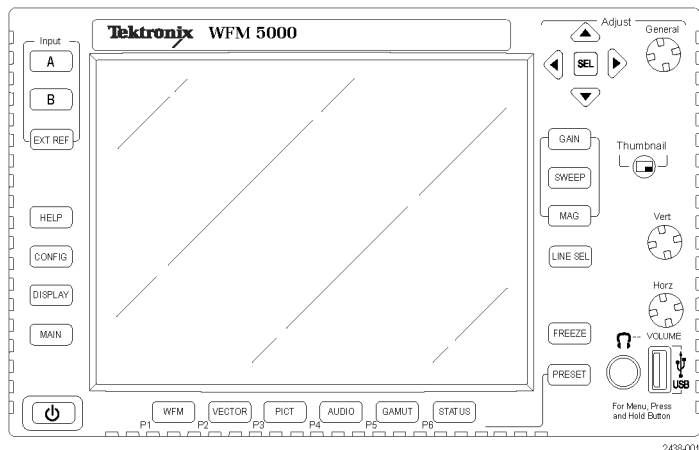 Tektronix WFM 5000
Input
A
B
EXT REF
HELP
CONFIG
DISPLAY
MAIN
WFM
VECTOR
PICT
AUDIO
GAMUT
STATUS
P1
P2
P3
P4
P5
P6
Adjust
General
SEL
GAIN
SWEEP
MAG
LINE SEL
Thumbnail
Vert
Horz
FREEZE
PRESET
VOLUME
USB
For Menu, Press
and Hold Button
2438-001